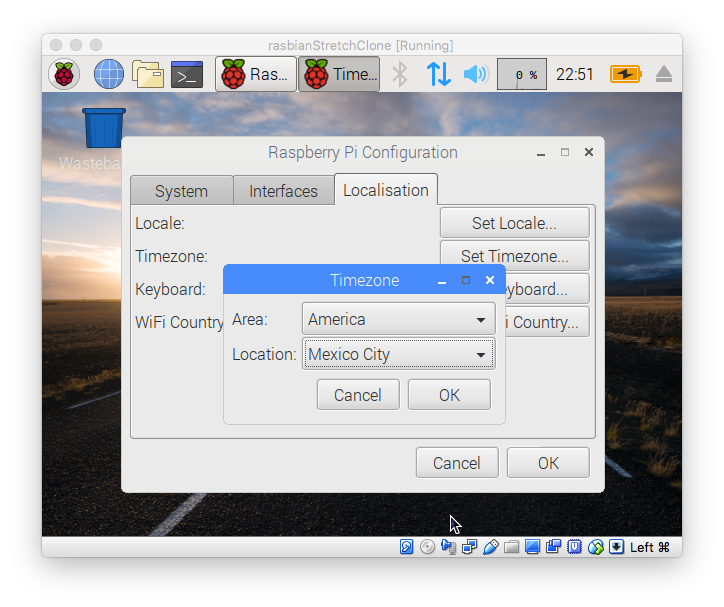 rasbianStretchClone [Running]
Ras... Time... 0 % 22:51
Wasteba
Raspberry Pi Configuration
System Interfaces Localisation
Locale: Set Locale...
Timezone: Set Timezone...
Keyboard: eyboard...
WiFi Country i Country...
Timezone
Area: America
Location: Mexico City
Cancel OK
Cancel OK
Left ⌘